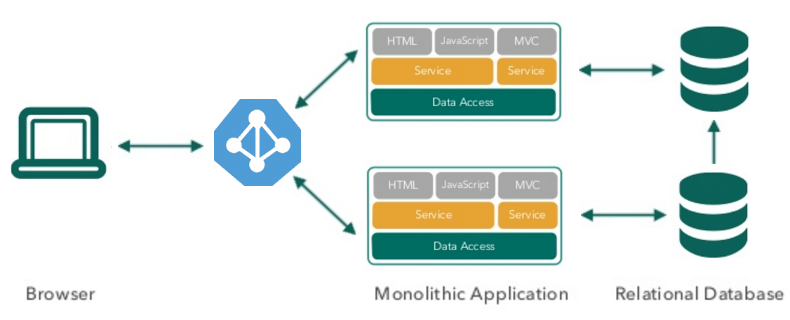 HTML JavaScript MVC
Service Service
Data Access
HTML JavaScript MVC
Service Service
Data Access
Browser Monolithic Application Relational Database